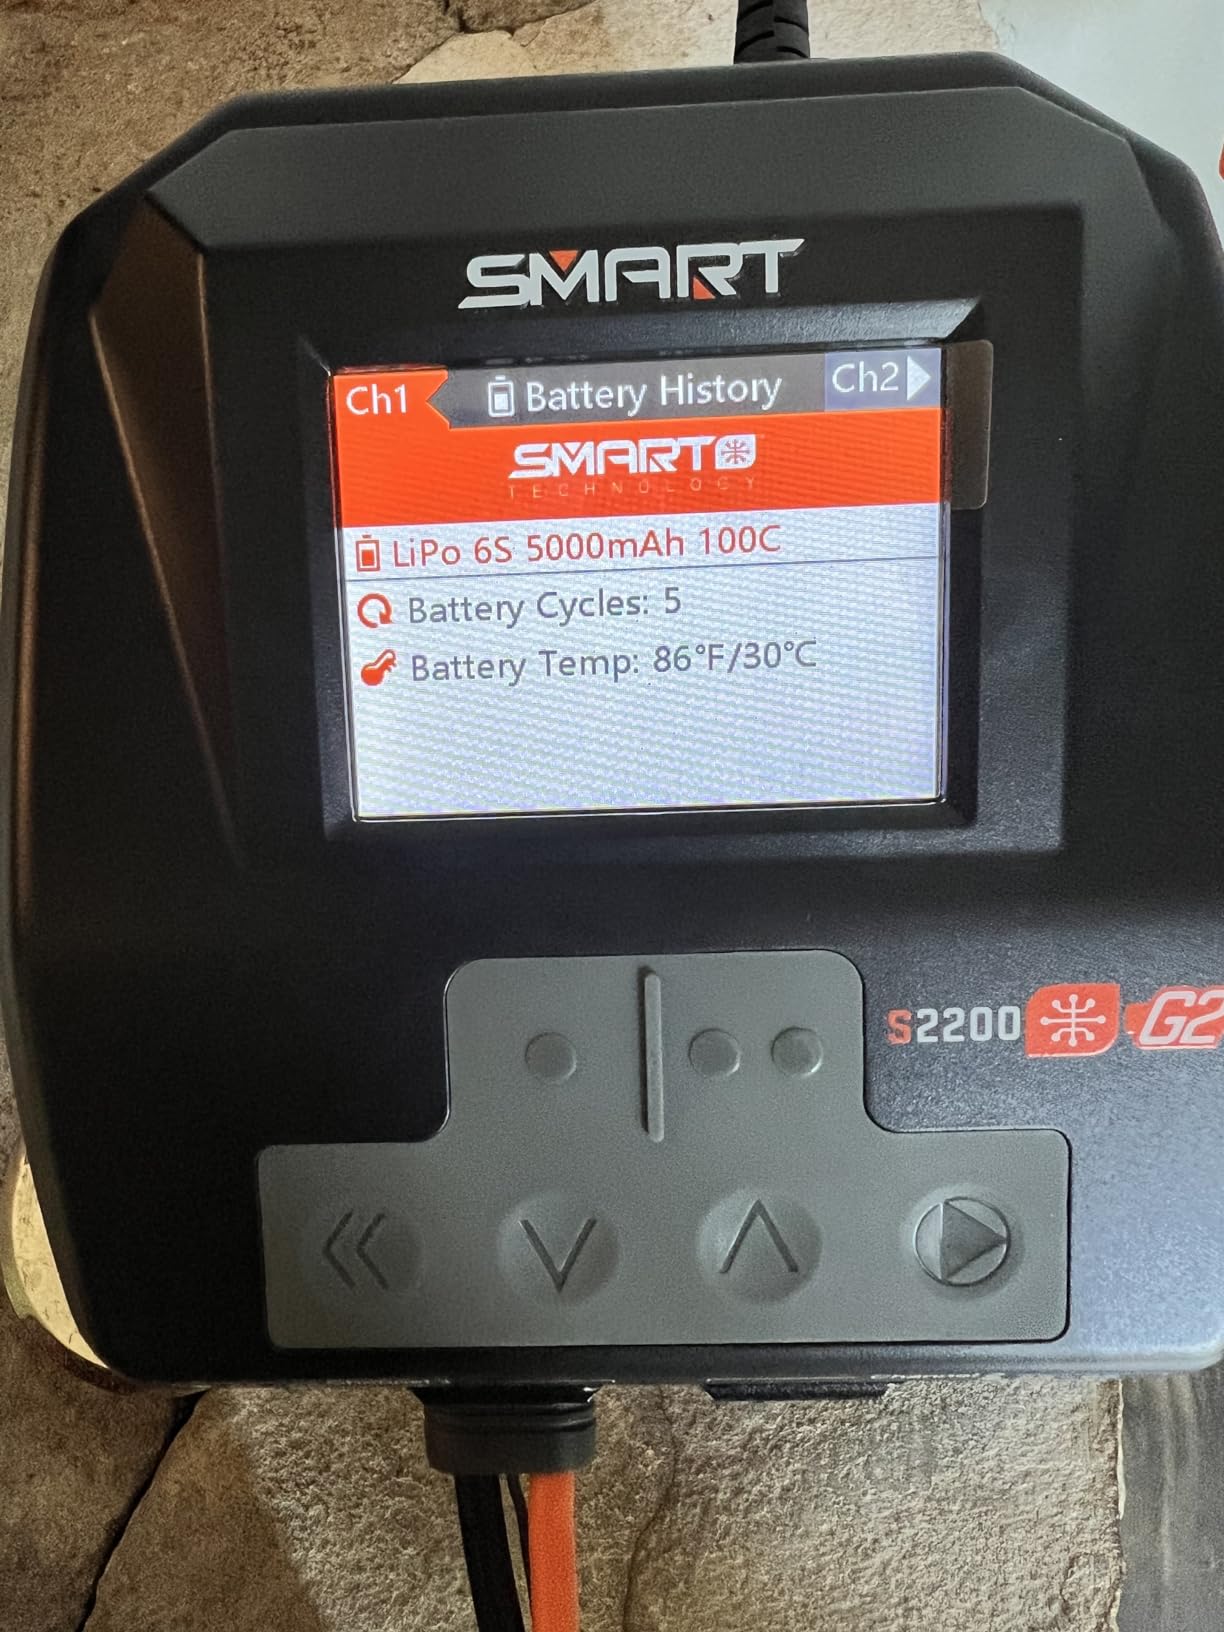 SMART
Ch1 Battery History Ch2
SMART
TECHNOLOGY
LiPo 6S 5000mAh 100C
Battery Cycles: 5
Battery Temp: 86°F/30°C
S2200 G2